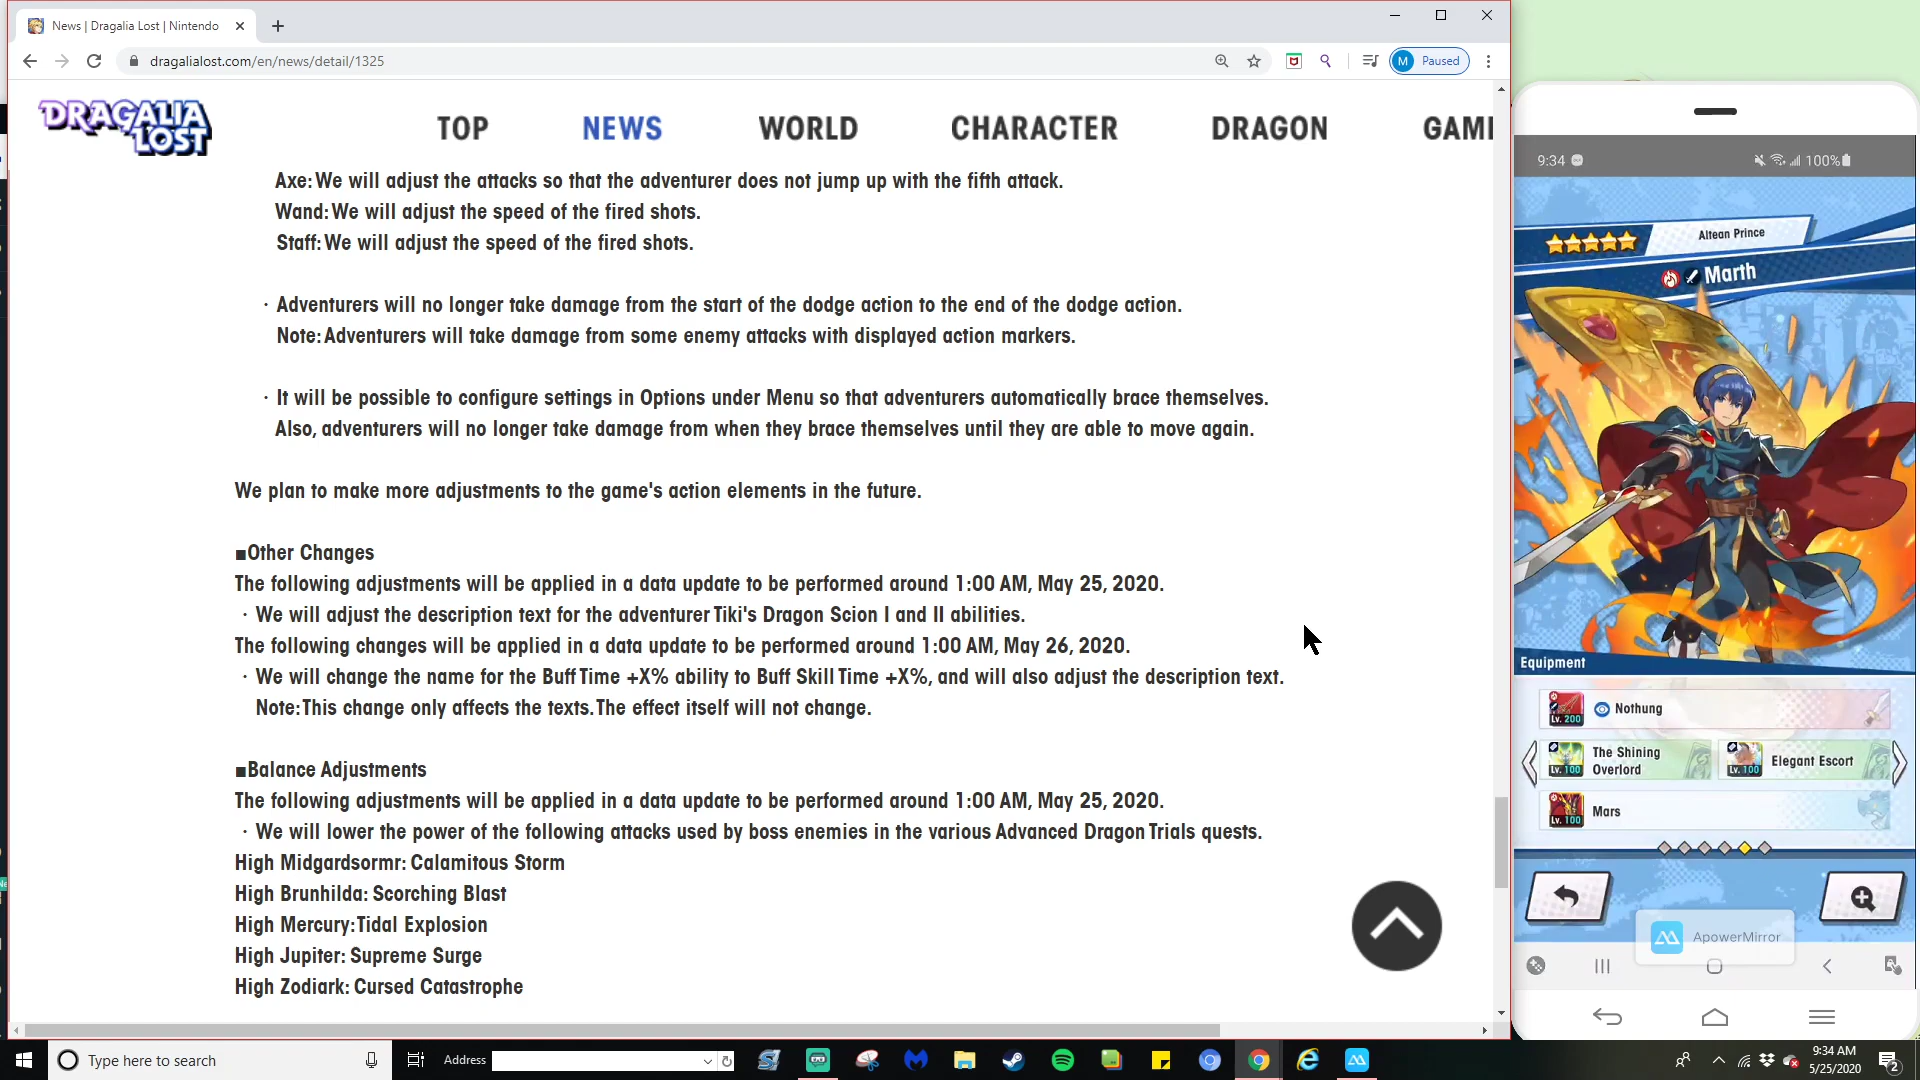 News | Dragalia Lost | Nintendo
dragalialost.com/en/news/detail/1325
M Paused
DRAGALIA LOST
TOP NEWS WORLD CHARACTER DRAGON GAME
Axe: We will adjust the attacks so that the adventurer does not jump up with the fifth attack.
Wand: We will adjust the speed of the fired shots.
Staff: We will adjust the speed of the fired shots.
· Adventurers will no longer take damage from the start of the dodge action to the end of the dodge action.
Note: Adventurers will take damage from some enemy attacks with displayed action markers.
· It will be possible to configure settings in Options under Menu so that adventurers automatically brace themselves.
Also, adventurers will no longer take damage from when they brace themselves until they are able to move again.
We plan to make more adjustments to the game's action elements in the future.
■Other Changes
The following adjustments will be applied in a data update to be performed around 1:00 AM, May 25, 2020.
· We will adjust the description text for the adventurer Tiki's Dragon Scion I and II abilities.
The following changes will be applied in a data update to be performed around 1:00 AM, May 26, 2020.
· We will change the name for the Buff Time +X% ability to Buff Skill Time +X%, and will also adjust the description text.
Note: This change only affects the texts. The effect itself will not change.
■Balance Adjustments
The following adjustments will be applied in a data update to be performed around 1:00 AM, May 25, 2020.
· We will lower the power of the following attacks used by boss enemies in the various Advanced Dragon Trials quests.
High Midgardsormr: Calamitous Storm
High Brunhilda: Scorching Blast
High Mercury: Tidal Explosion
High Jupiter: Supreme Surge
High Zodiark: Cursed Catastrophe
9:34 100%
Altean Prince
Marth
Equipment
Lv. 200 Nothung
Lv. 100 The Shining Overlord
Lv. 100 Elegant Escort
Lv. 100 Mars
ApowerMirror
Type here to search
Address
9:34 AM
5/25/2020
2